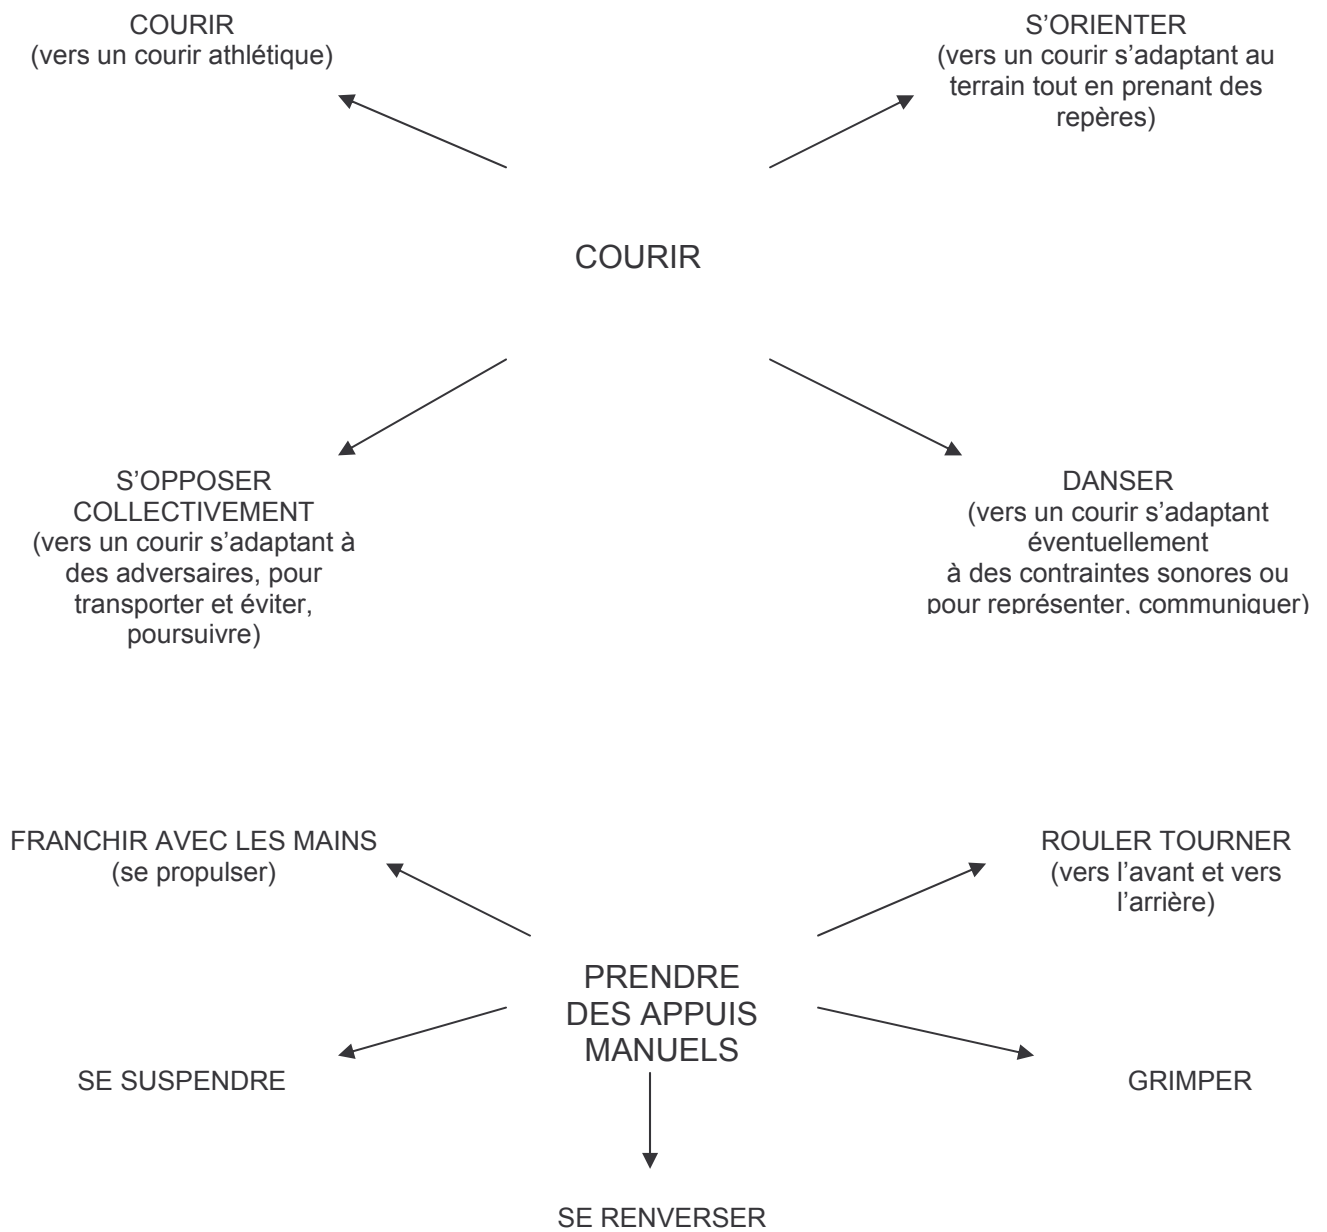 COURIR
(vers un courir athlétique)
S’ORIENTER
(vers un courir s’adaptant au
terrain tout en prenant des
repères)
COURIR
S’OPPOSER
COLLECTIVEMENT
(vers un courir s’adaptant à
des adversaires, pour
transporter et éviter,
poursuivre)
DANSER
(vers un courir s’adaptant
éventuellement
à des contraintes sonores ou
pour représenter, communiquer)
FRANCHIR AVEC LES MAINS
(se propulser)
ROULER TOURNER
(vers l’avant et vers
l’arrière)
PRENDRE
DES APPUIS
MANUELS
SE SUSPENDRE
GRIMPER
SE RENVERSER